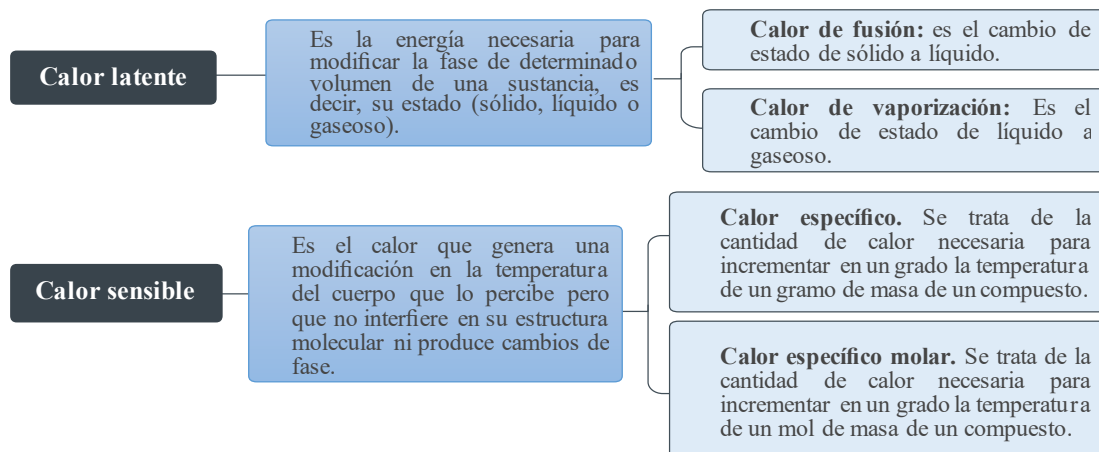 Calor latente
Es la energía necesaria para
modificar la fase de determinado
volumen de una sustancia, es
decir, su estado (sólido, líquido o
gaseoso).
Calor de fusión: es el cambio de
estado de sólido a líquido.
Calor de vaporización: Es el
cambio de estado de líquido a
gaseoso.
Calor sensible
Es el calor que genera una
modificación en la temperatura
del cuerpo que lo percibe pero
que no interfiere en su estructura
molecular ni produce cambios de
fase.
Calor específico. Se trata de la
cantidad de calor necesaria para
incrementar en un grado la temperatura
de un gramo de masa de un compuesto.
Calor específico molar. Se trata de la
cantidad de calor necesaria para
incrementar en un grado la temperatura
de un mol de masa de un compuesto.